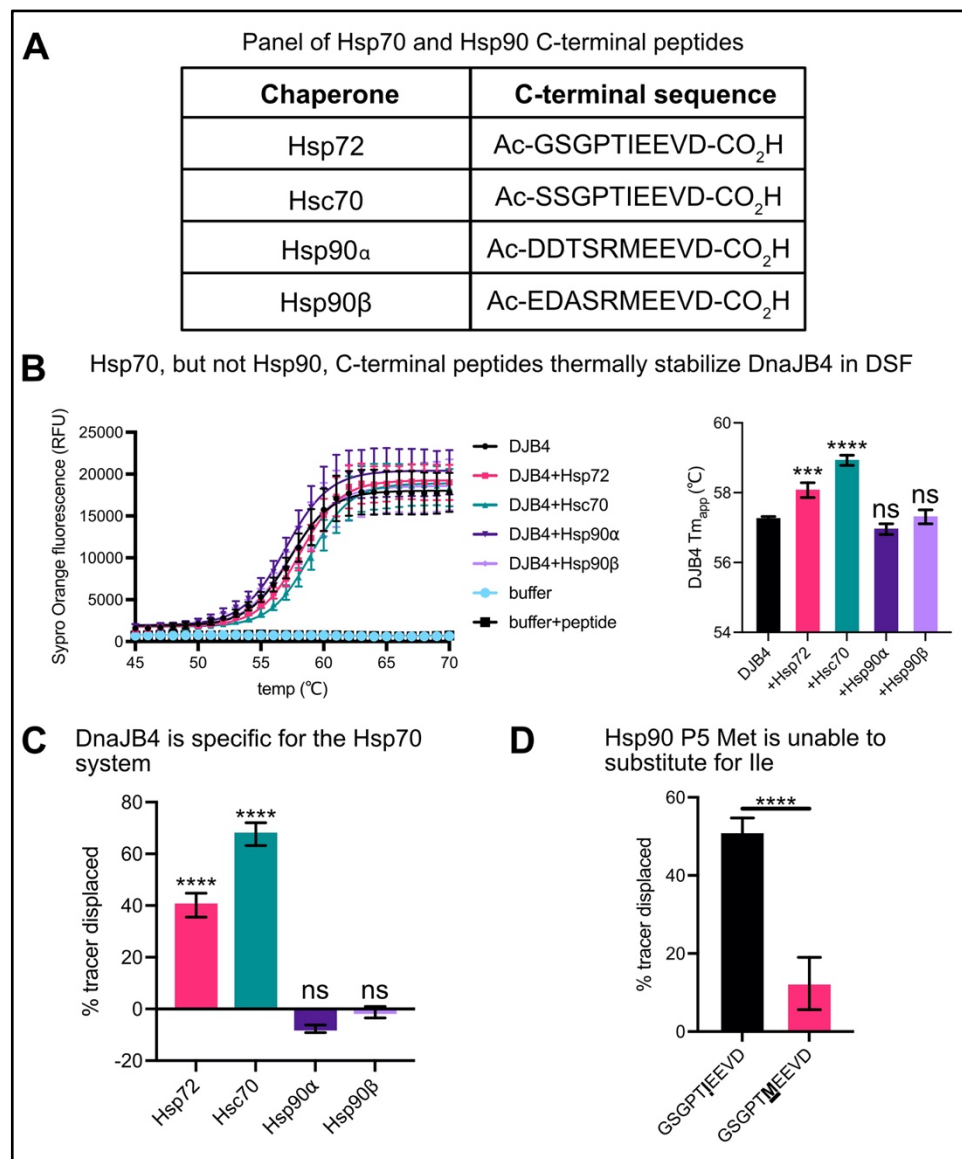 A
Panel of Hsp70 and Hsp90 C-terminal peptides
Chaperone C-terminal sequence
Hsp72 Ac-GSGPTIEEVD-CO₂H
Hsc70 Ac-SSGPTIEEVD-CO₂H
Hsp90α Ac-DDTSRMEEVD-CO₂H
Hsp90β Ac-EDASRMEEVD-CO₂H
B
Hsp70, but not Hsp90, C-terminal peptides thermally stabilize DnaJB4 in DSF
Sypro Orange fluorescence (RFU)
25000
20000
15000
10000
5000
0
45 50 55 60 65 70
temp (°C)
DJB4
DJB4+Hsp72
DJB4+Hsc70
DJB4+Hsp90α
DJB4+Hsp90β
buffer
buffer+peptide
DJB4 Tmapp (°C)
60
58
56
54
***
****
ns
ns
DJB4
+Hsp72
+Hsc70
+Hsp90α
+Hsp90β
C
DnaJB4 is specific for the Hsp70
system
% tracer displaced
80
60
40
20
0
-20
****
****
ns
ns
Hsp72
Hsc70
Hsp90α
Hsp90β
D
Hsp90 P5 Met is unable to
substitute for Ile
% tracer displaced
60
40
20
0
****
GSGPTIEEVD
GSGPTMEEVD